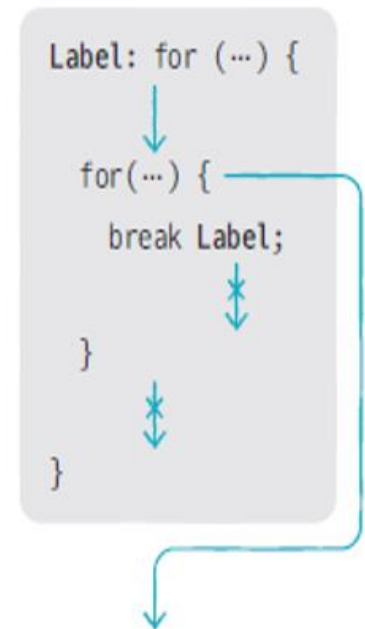 Label: for (⋯) {
for(⋯) {
break Label;
}
}